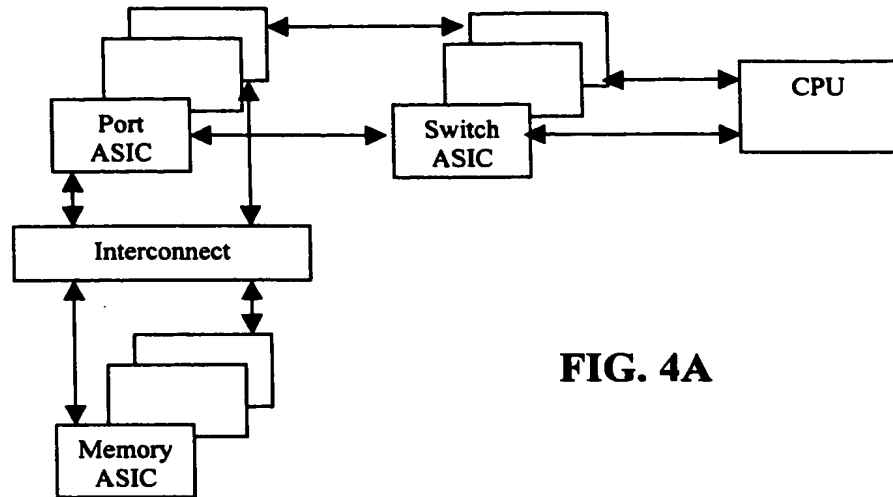 Port
ASIC
Switch
ASIC
CPU
Interconnect
Memory
ASIC
FIG. 4A